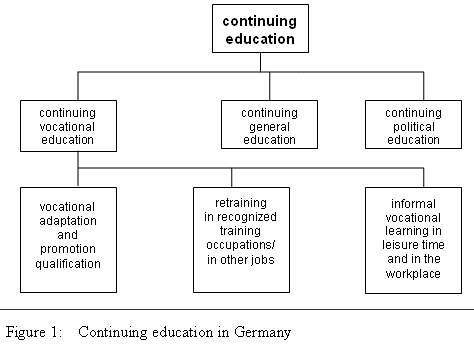 continuing
education
continuing
vocational
education
continuing
general
education
continuing
political
education
vocational
adaptation
and
promotion
qualification
retraining
in recognized
training
occupations/
in other jobs
informal
vocational
learning in
leisure time
and in the
workplace
Figure 1: Continuing education in Germany